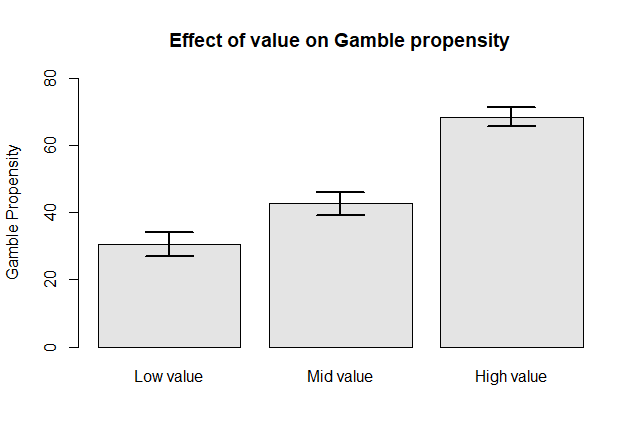 Effect of value on Gamble propensity
Gamble Propensity
80
60
40
20
0
Low value
Mid value
High value